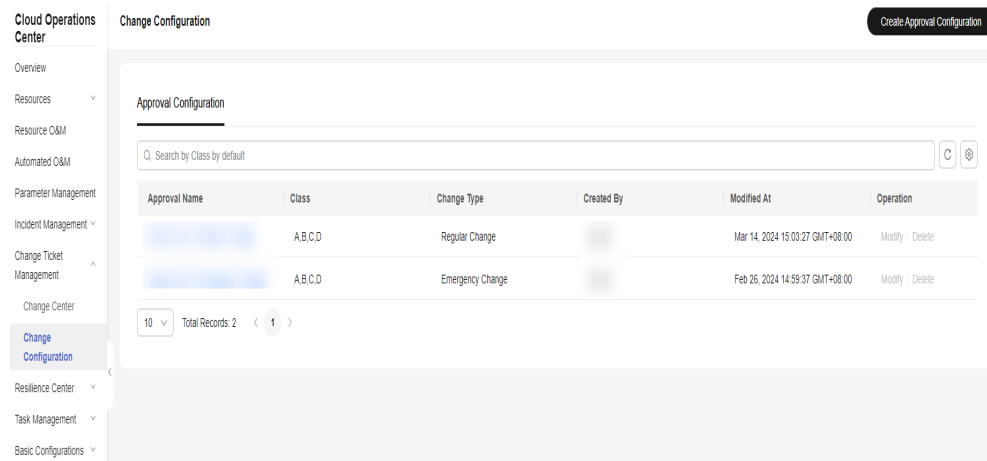 Cloud Operations
Center
Overview
Resources
Resource O&M
Automated O&M
Parameter Management
Incident Management
Change Ticket
Management
Change Center
Change
Configuration
Resilience Center
Task Management
Basic Configurations
Change Configuration
Create Approval Configuration
Approval Configuration
Search by Class by default
Approval Name Class Change Type Created By Modified At Operation
A,B,C,D Regular Change Mar 14, 2024 15:03:27 GMT+08:00 Modify Delete
A,B,C,D Emergency Change Feb 26, 2024 14:59:37 GMT+08:00 Modify Delete
10 Total Records: 2 < 1 >